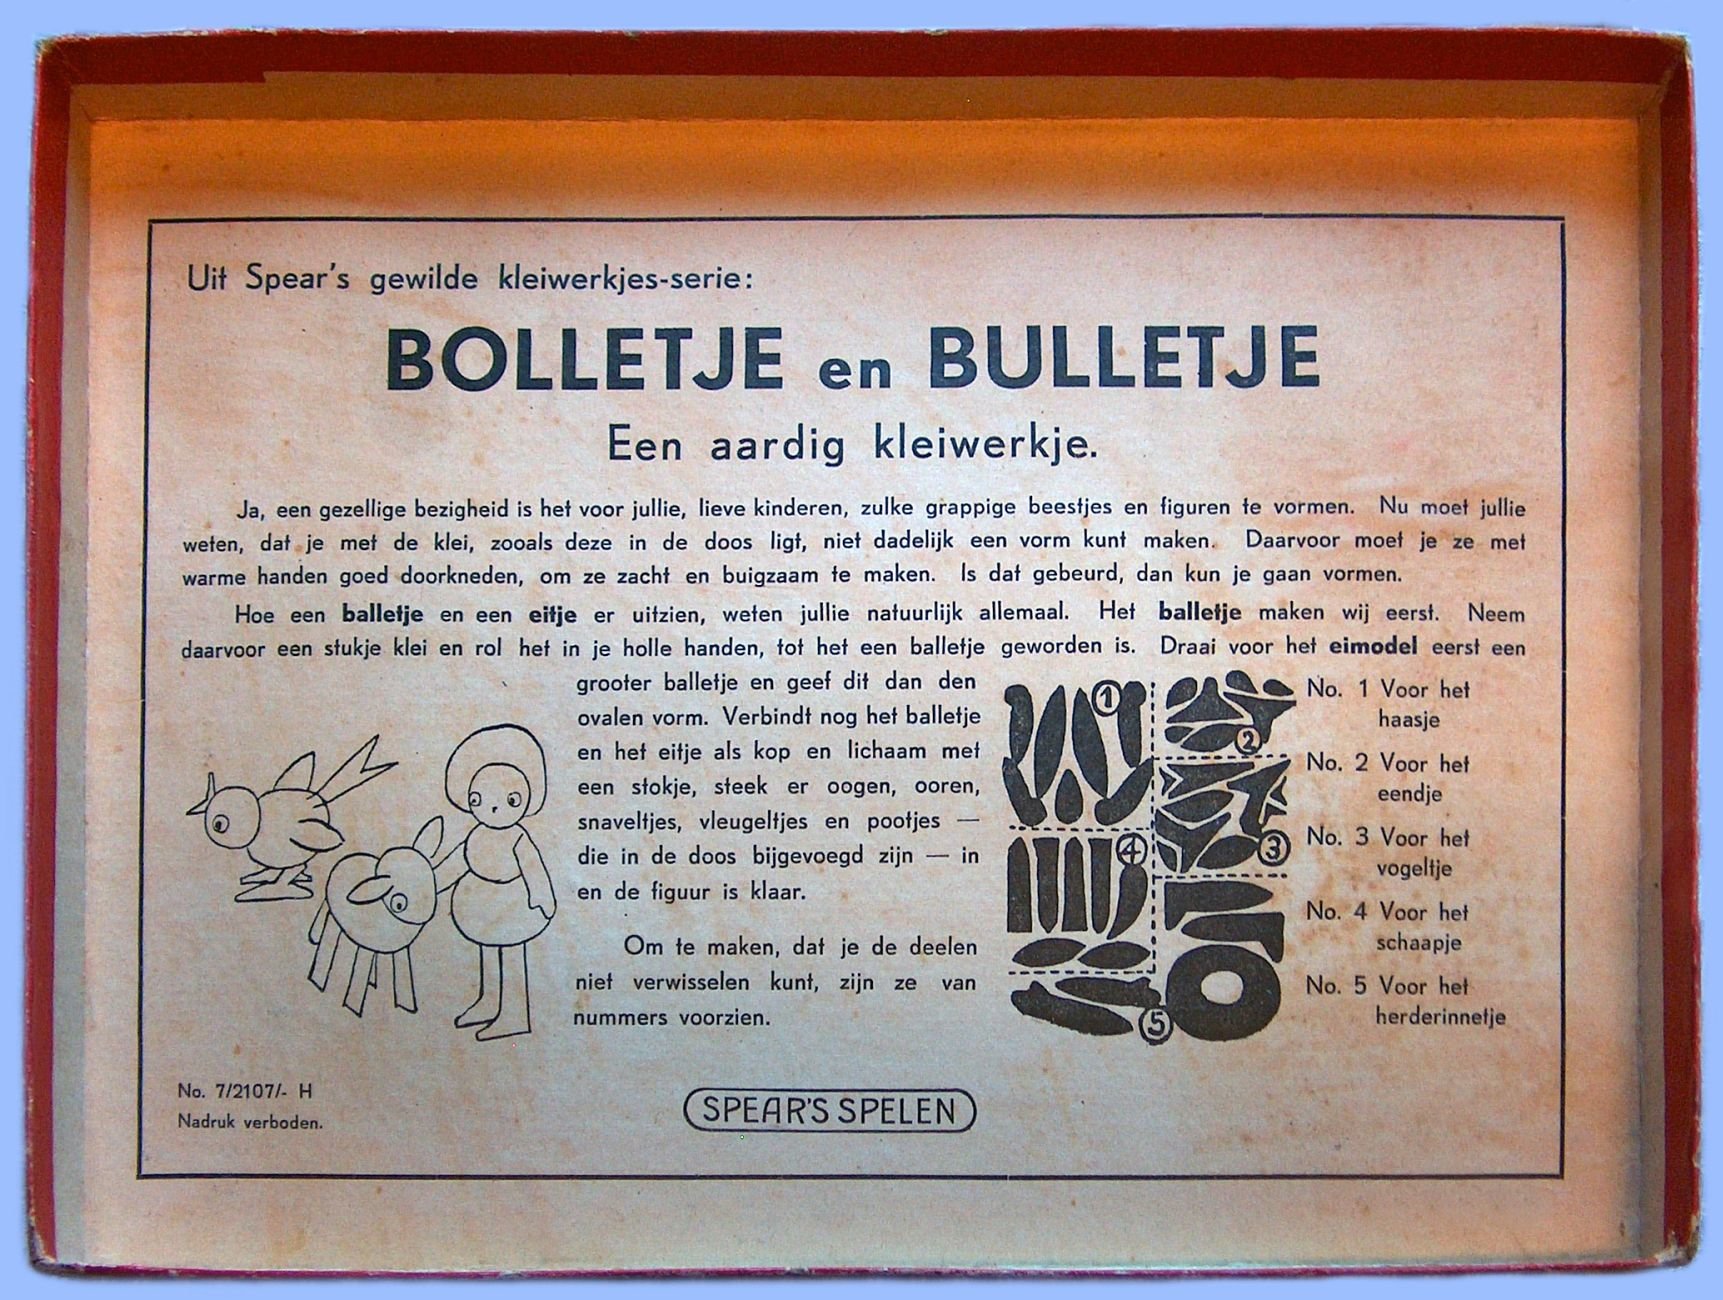 Uit Spear's gewilde kleiwerkjes-serie:
BOLLETJE en BULLETJE
Een aardig kleiwerkje.
Ja, een gezellige bezigheid is het voor jullie, lieve kinderen, zulke grappige beestjes en figuren te vormen. Nu moet jullie
weten, dat je met de klei, zooals deze in de doos ligt, niet dadelijk een vorm kunt maken. Daarvoor moet je ze met
warme handen goed doorkneden, om ze zacht en buigzaam te maken. Is dat gebeurd, dan kun je gaan vormen.
Hoe een balletje en een eitje er uitzien, weten jullie natuurlijk allemaal. Het balletje maken wij eerst. Neem
daarvoor een stukje klei en rol het in je holle handen, tot het een balletje geworden is. Draai voor het eimodel eerst een
grooter balletje en geef dit dan den
ovalen vorm. Verbindt nog het balletje
en het eitje als kop en lichaam met
een stokje, steek er oogen, ooren,
snaveltjes, vleugeltjes en pootjes —
die in de doos bijgevoegd zijn — in
en de figuur is klaar.
Om te maken, dat je de deelen
niet verwisselen kunt, zijn ze van
nummers voorzien.
1
2
3
4
5
No. 1 Voor het
haasje
No. 2 Voor het
eendje
No. 3 Voor het
vogeltje
No. 4 Voor het
schaapje
No. 5 Voor het
herderinnetje
No. 7/2107/- H
Nadruk verboden.
SPEAR'S SPELEN